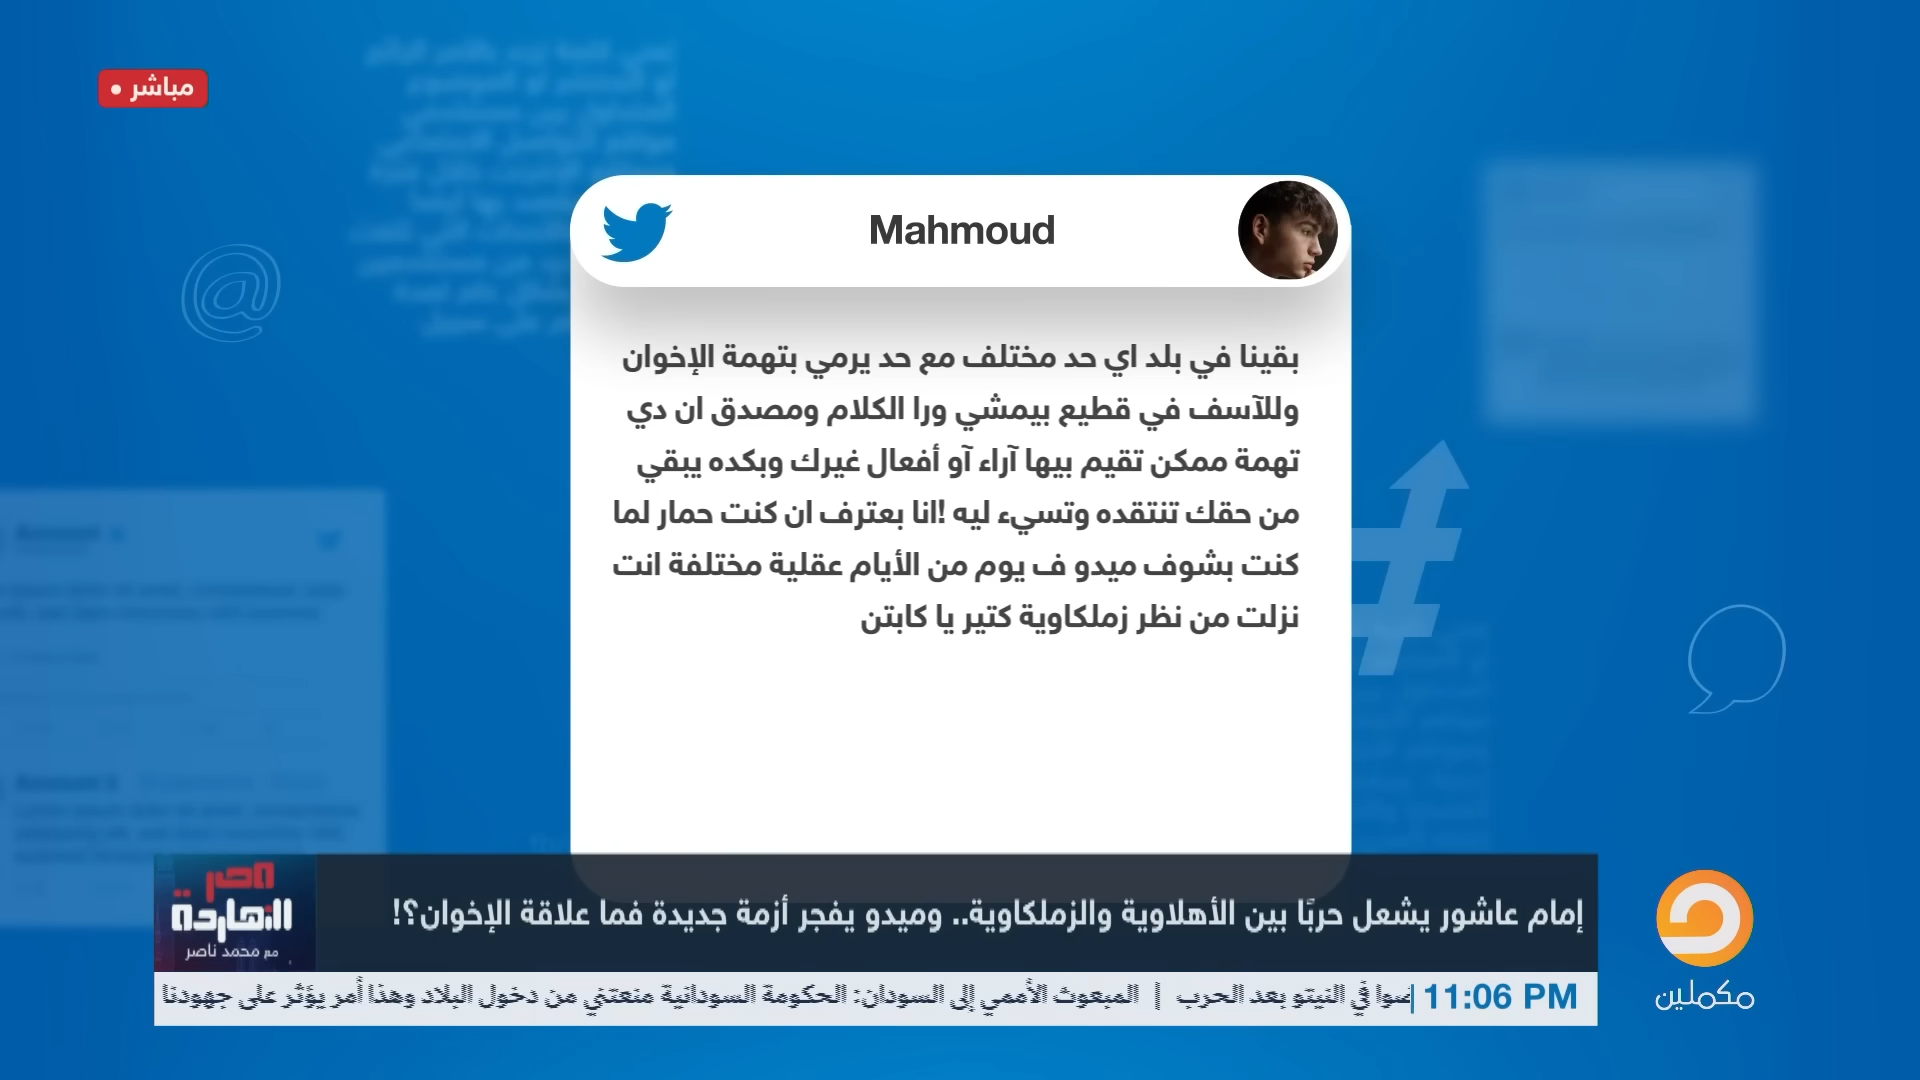 مباشر
Mahmoud
بقينا في بلد اي حد مختلف مع حد يرمي بتهمة الإخوان
وللآسف في قطيع بيمشي ورا الكلام ومصدق ان دي
تهمة ممكن تقيم بيها آراء آو أفعال غيرك وبكده يبقي
من حقك تنتقده وتسيء ليه !انا بعترف ان كنت حمار لما
كنت بشوف ميدو ف يوم من الأيام عقلية مختلفة انت
نزلت من نظر زملكاوية كتير يا كابتن
إمام عاشور يشعل حربًا بين الأهلاوية والزملكاوية.. وميدو يفجر أزمة جديدة فما علاقة الإخوان؟!
مصر
النهاردة
مع محمد ناصر
11:06 PM
في النيتو بعد الحرب | المبعوث الأممي إلى السودان: الحكومة السودانية منعتني من دخول البلاد وهذا أمر يؤثر على جهودنا
مكملين